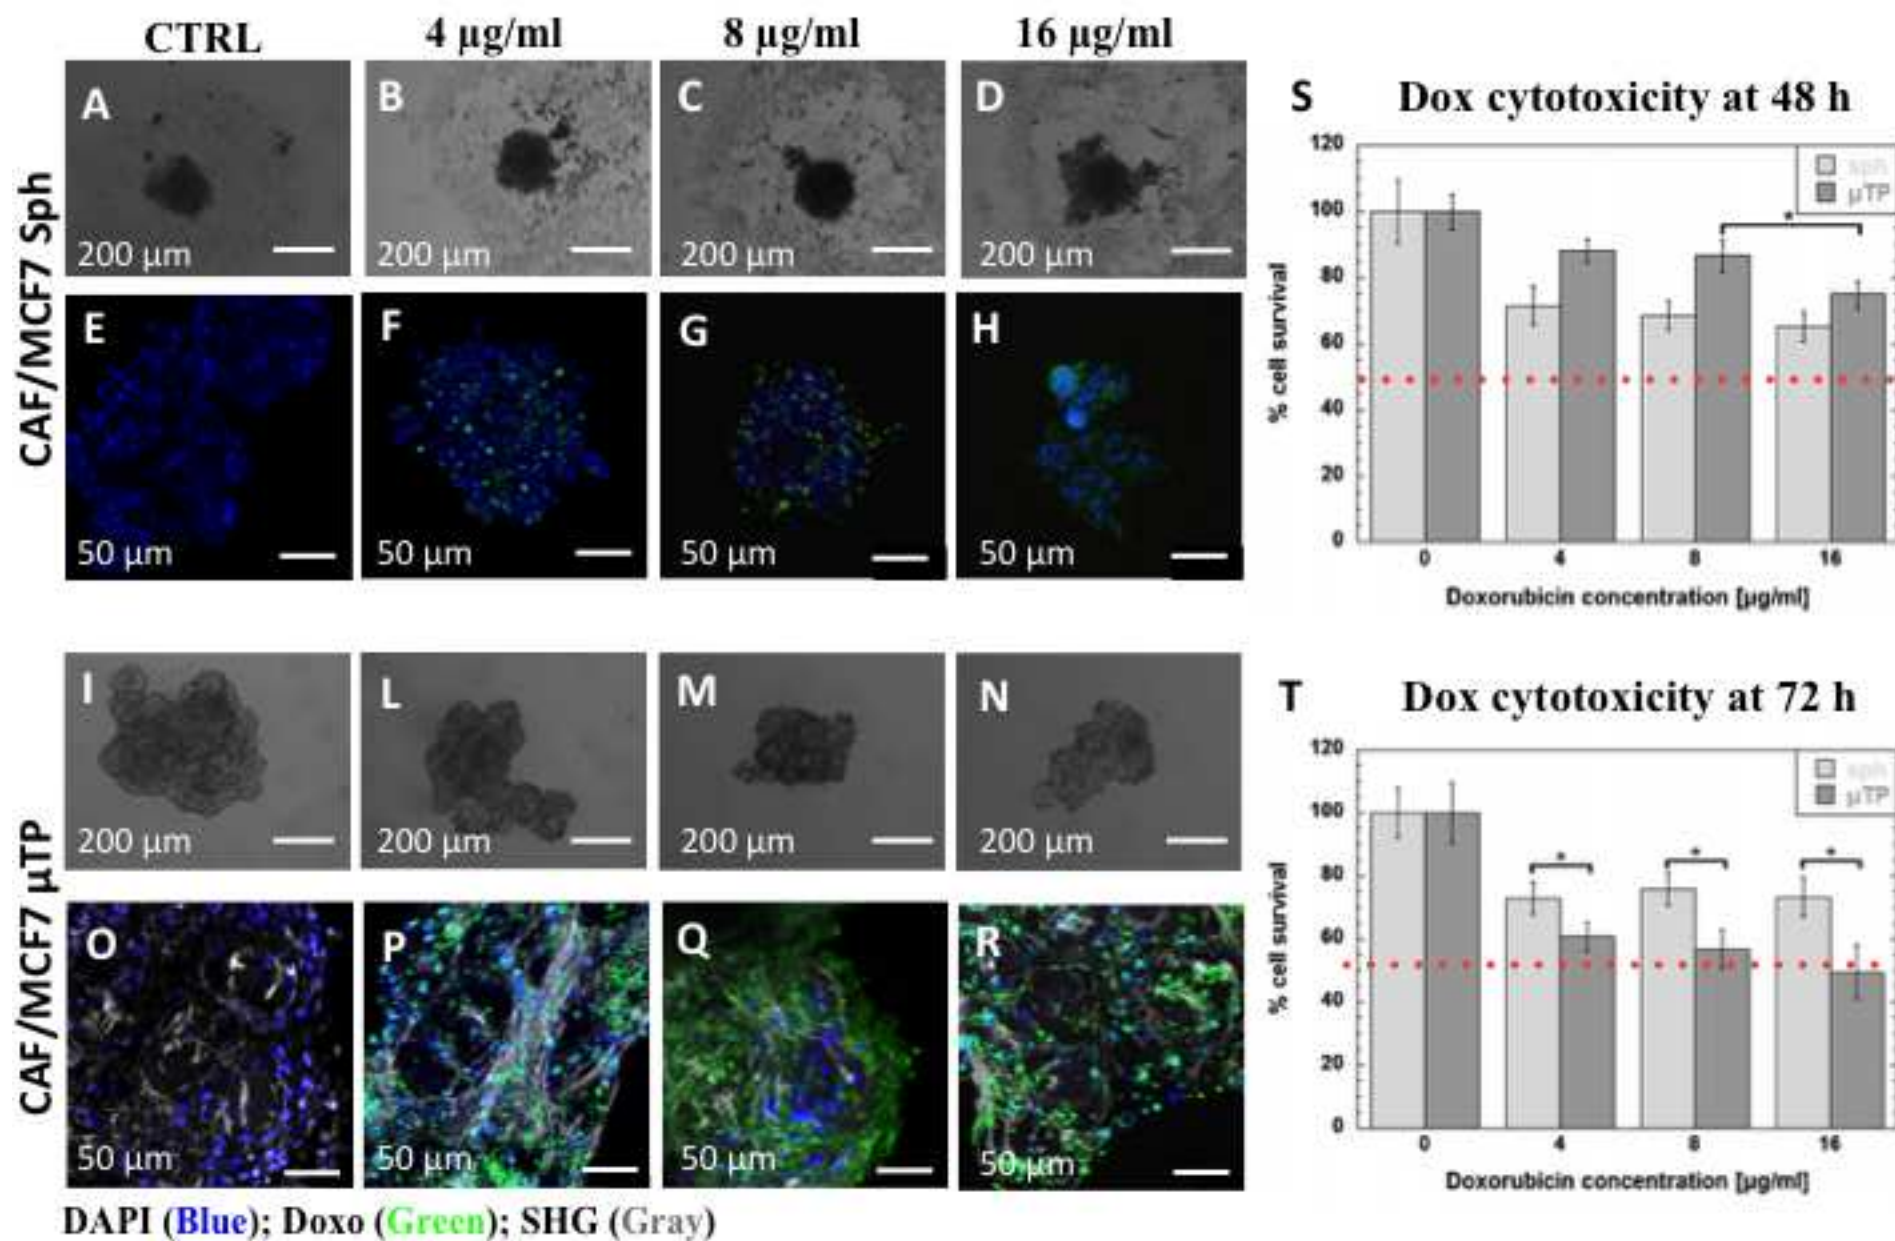 CTRL 4 μg/ml 8 μg/ml 16 μg/ml
CAF/MCF7 Sph
A B C D
200 μm 200 μm 200 μm 200 μm
E F G H
50 μm 50 μm 50 μm 50 μm
CAF/MCF7 μTP
I L M N
200 μm 200 μm 200 μm 200 μm
O P Q R
50 μm 50 μm 50 μm 50 μm
DAPI (Blue); Doxo (Green); SHG (Gray)
S Dox cytotoxicity at 48 h
% cell survival
120
100
80
60
40
20
0
sph
μTP
*
0 4 8 16
Doxorubicin concentration [μg/ml]
T Dox cytotoxicity at 72 h
% cell survival
120
100
80
60
40
20
0
sph
μTP
* * *
0 4 8 16
Doxorubicin concentration [μg/ml]